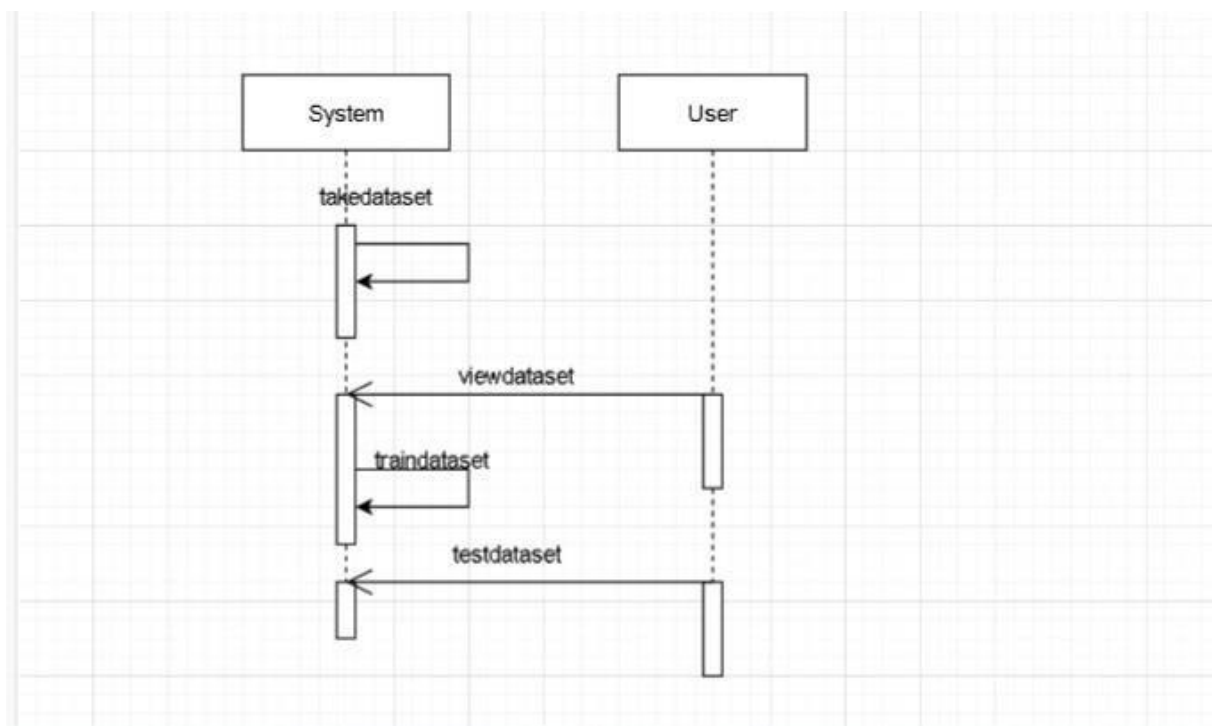 System
User
takedataset
viewdataset
traindataset
testdataset